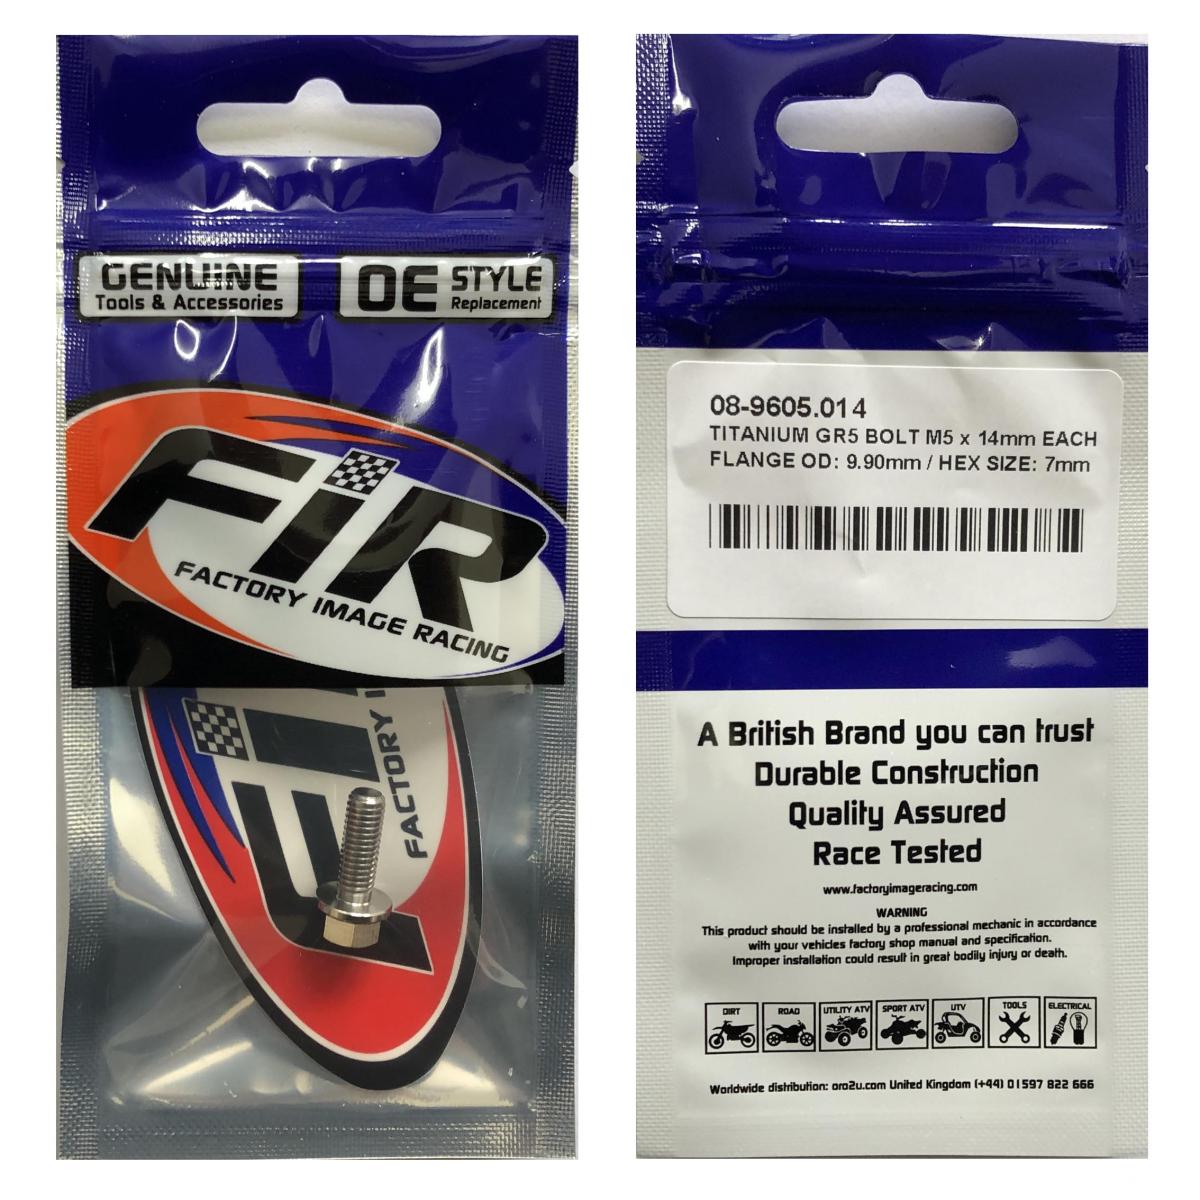 GENUINE
Tools & Accessories
OE STYLE
Replacement
FIR
FACTORY IMAGE RACING
FI
FACTORY I
08-9605.014
TITANIUM GR5 BOLT M5 x 14mm EACH
FLANGE OD: 9.90mm / HEX SIZE: 7mm
A British Brand you can trust
Durable Construction
Quality Assured
Race Tested
www.factoryimageracing.com
WARNING
This product should be installed by a professional mechanic in accordance
with your vehicles factory shop manual and specification.
Improper installation could result in great bodily injury or death.
DIRT ROAD UTILITY ATV SPORT ATV UTV TOOLS ELECTRICAL
Worldwide distribution: oro2u.com United Kingdom (+44) 01597 822 666